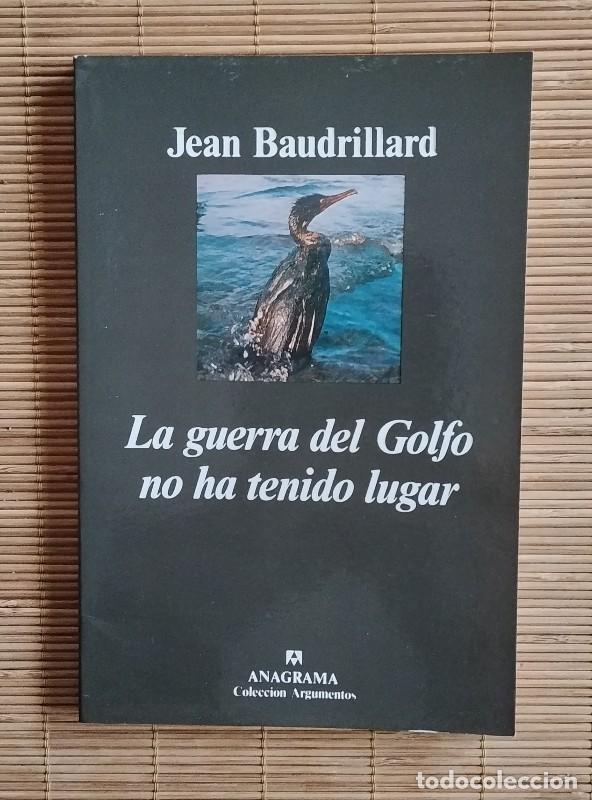 Jean Baudrillard
La guerra del Golfo
no ha tenido lugar
ANAGRAMA
Coleccion Argumentos
todocoleccion